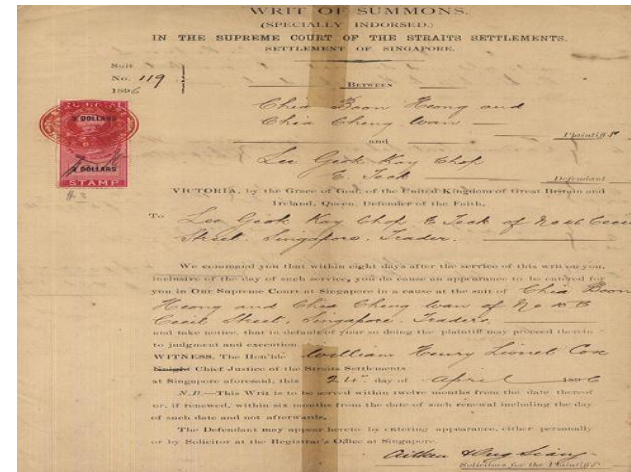 WRIT OF SUMMONS.
(SPECIALLY INDORSED.)
IN THE SUPREME COURT OF THE STRAITS SETTLEMENTS.
SETTLEMENT OF SINGAPORE.
Suit
No. 119
1896
BETWEEN
Chia Boon Heong and
Chia Cheng Wan
Plaintiffs
and
Lee Geok Kay Chop
E. Teak
Defendant
2 DOLLARS
2 DOLLARS
STAMP
VICTORIA, by the Grace of God, of the United Kingdom of Great Britain and
Ireland, Queen, Defender of the Faith,
To Lee Geok Kay Chop E Teak of No Cecil
Street, Singapore, Trader.
We command you that within eight days after the service of this writ on you,
inclusive of the day of such service, you do cause an appearance to be entered for
you in Our Supreme Court at Singapore in a cause at the suit of Chia Boon
Heong and Chia Cheng Wan of No
Cecil Street, Singapore, Traders
and take notice, that in default of your so doing the plaintiff may proceed therein
to judgment and execution.
WITNESS, The Hon'ble William Henry Lionel Cox
Knight Chief Justice of the Straits Settlements
at Singapore aforesaid, this 24th day of April 1896
N.B.—This Writ is to be served within twelve months from the date thereof
or, if renewed, within six months from the date of such renewal including the day
of such date and not afterwards.
The Defendant may appear hereto by entering appearance, either personally
or by Solicitor at the Registrar's Office at Singapore.
Aitken & Ong Siang
Solicitors for the Plaintiffs